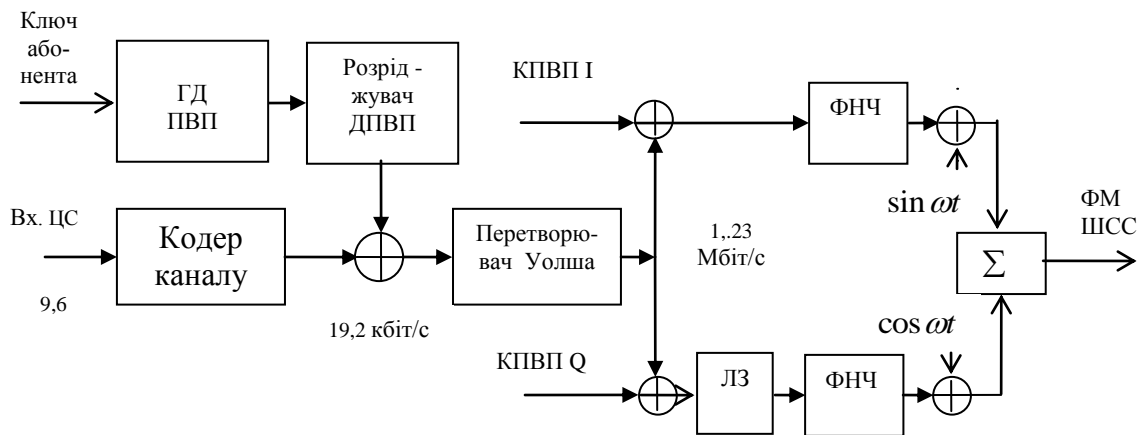 Ключ
або-
нента
ГД
ПВП
Розрід -
жувач
ДПВП
КПВП I
ФНЧ
sin ωt
Вх. ЦС
9,6
Кодер
каналу
19,2 кбіт/с
Перетворю-
вач Уолша
1,.23
Мбіт/с
Σ
ФМ
ШСС
cos ωt
КПВП Q
ЛЗ
ФНЧ